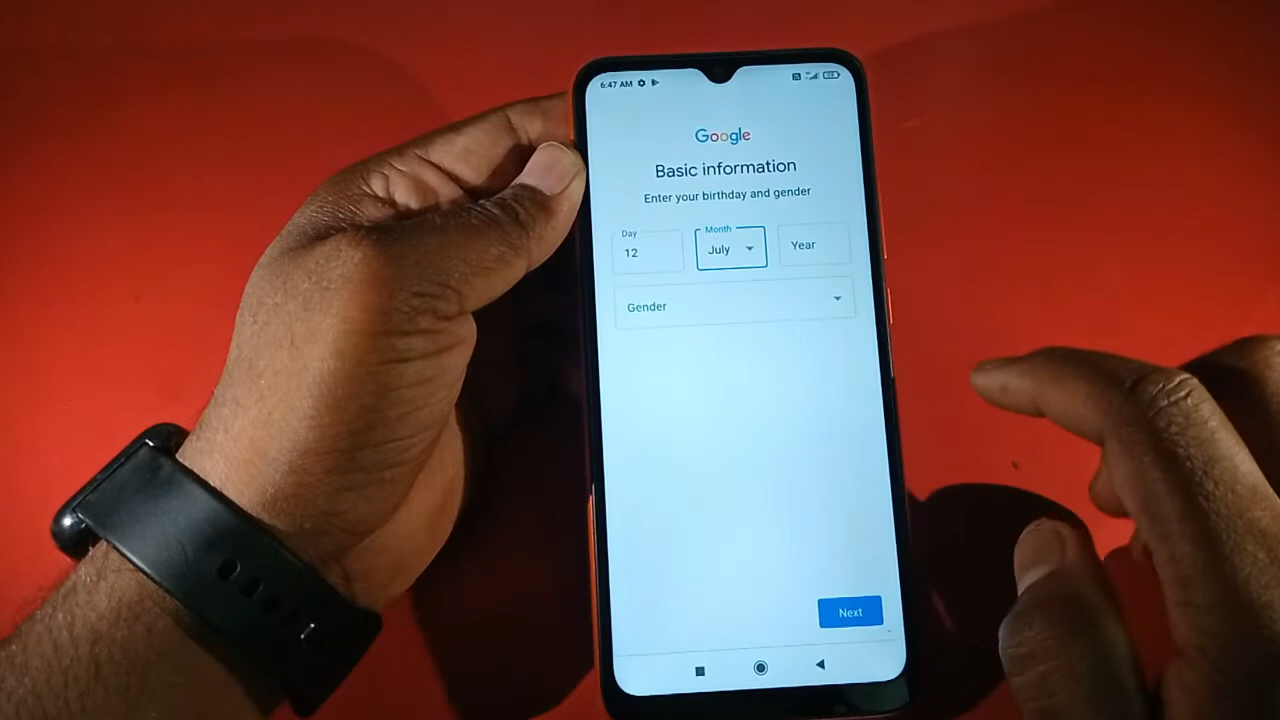 6:47 AM
Google
Basic information
Enter your birthday and gender
Day
Month
12
July
Year
Gender
Next